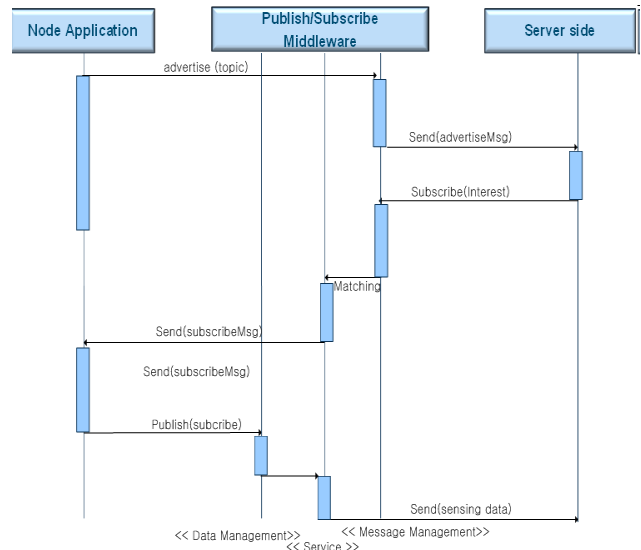 Node Application
Publish/Subscribe
Middleware
Server side
advertise (topic)
Send(advertiseMsg)
Subscribe(Interest)
Matching
Send(subscribeMsg)
Send(subscribeMsg)
Publish(subcribe)
Send(sensing data)
<< Data Management>>
<< Message Management>>
<< Service >>